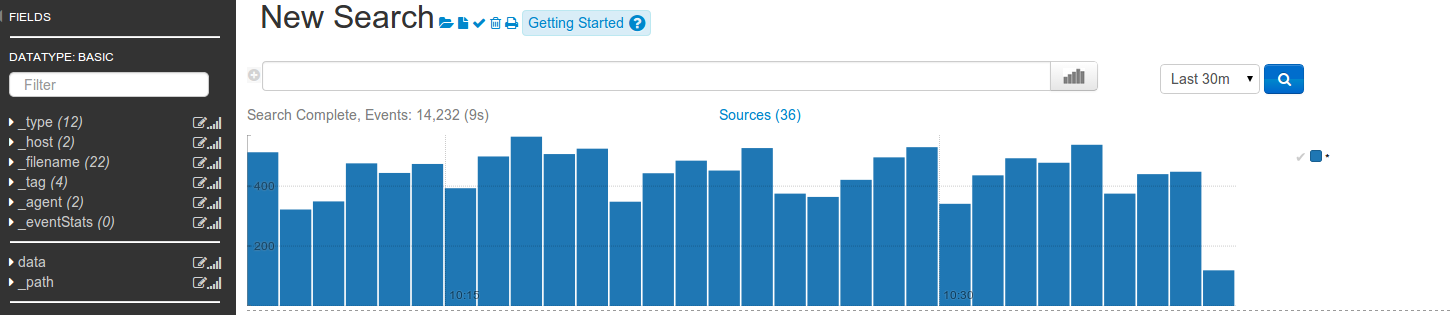 FIELDS
DATATYPE: BASIC
Filter
_type (12)
_host (2)
_filename (22)
_tag (4)
_agent (2)
_eventStats (0)
data
_path
New Search
Getting Started ?
Last 30m
Search Complete, Events: 14,232 (9s)
Sources (36)
400
200
10:15
10:30
*